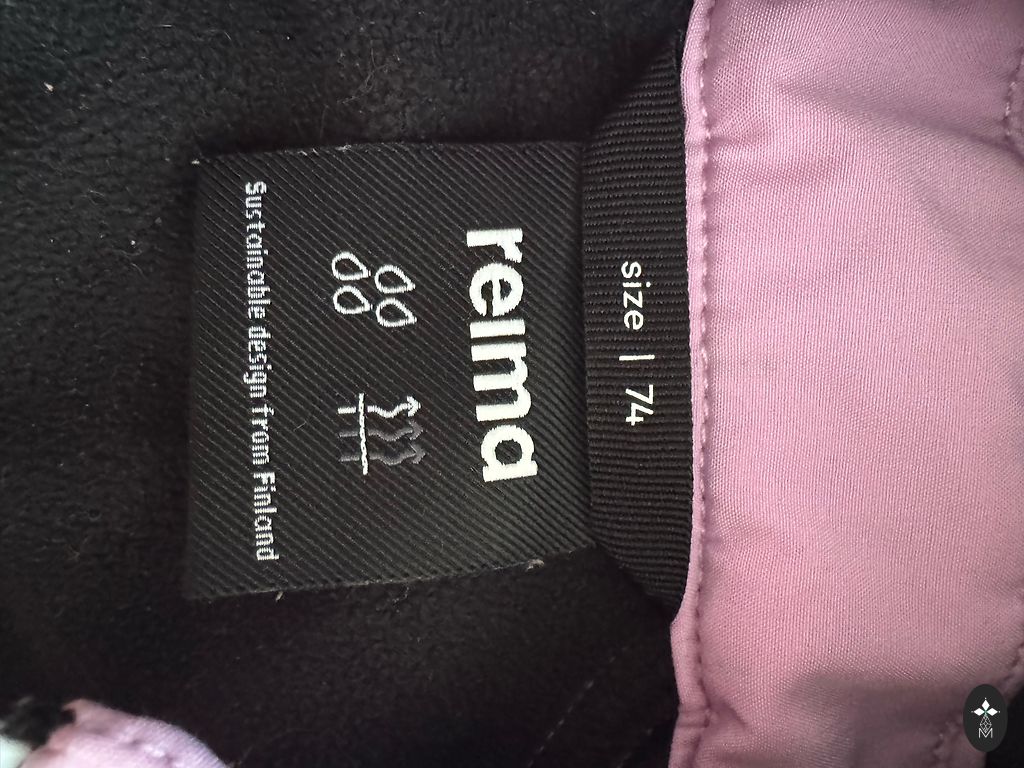 size | 74
reima
Sustainable design from Finland
M